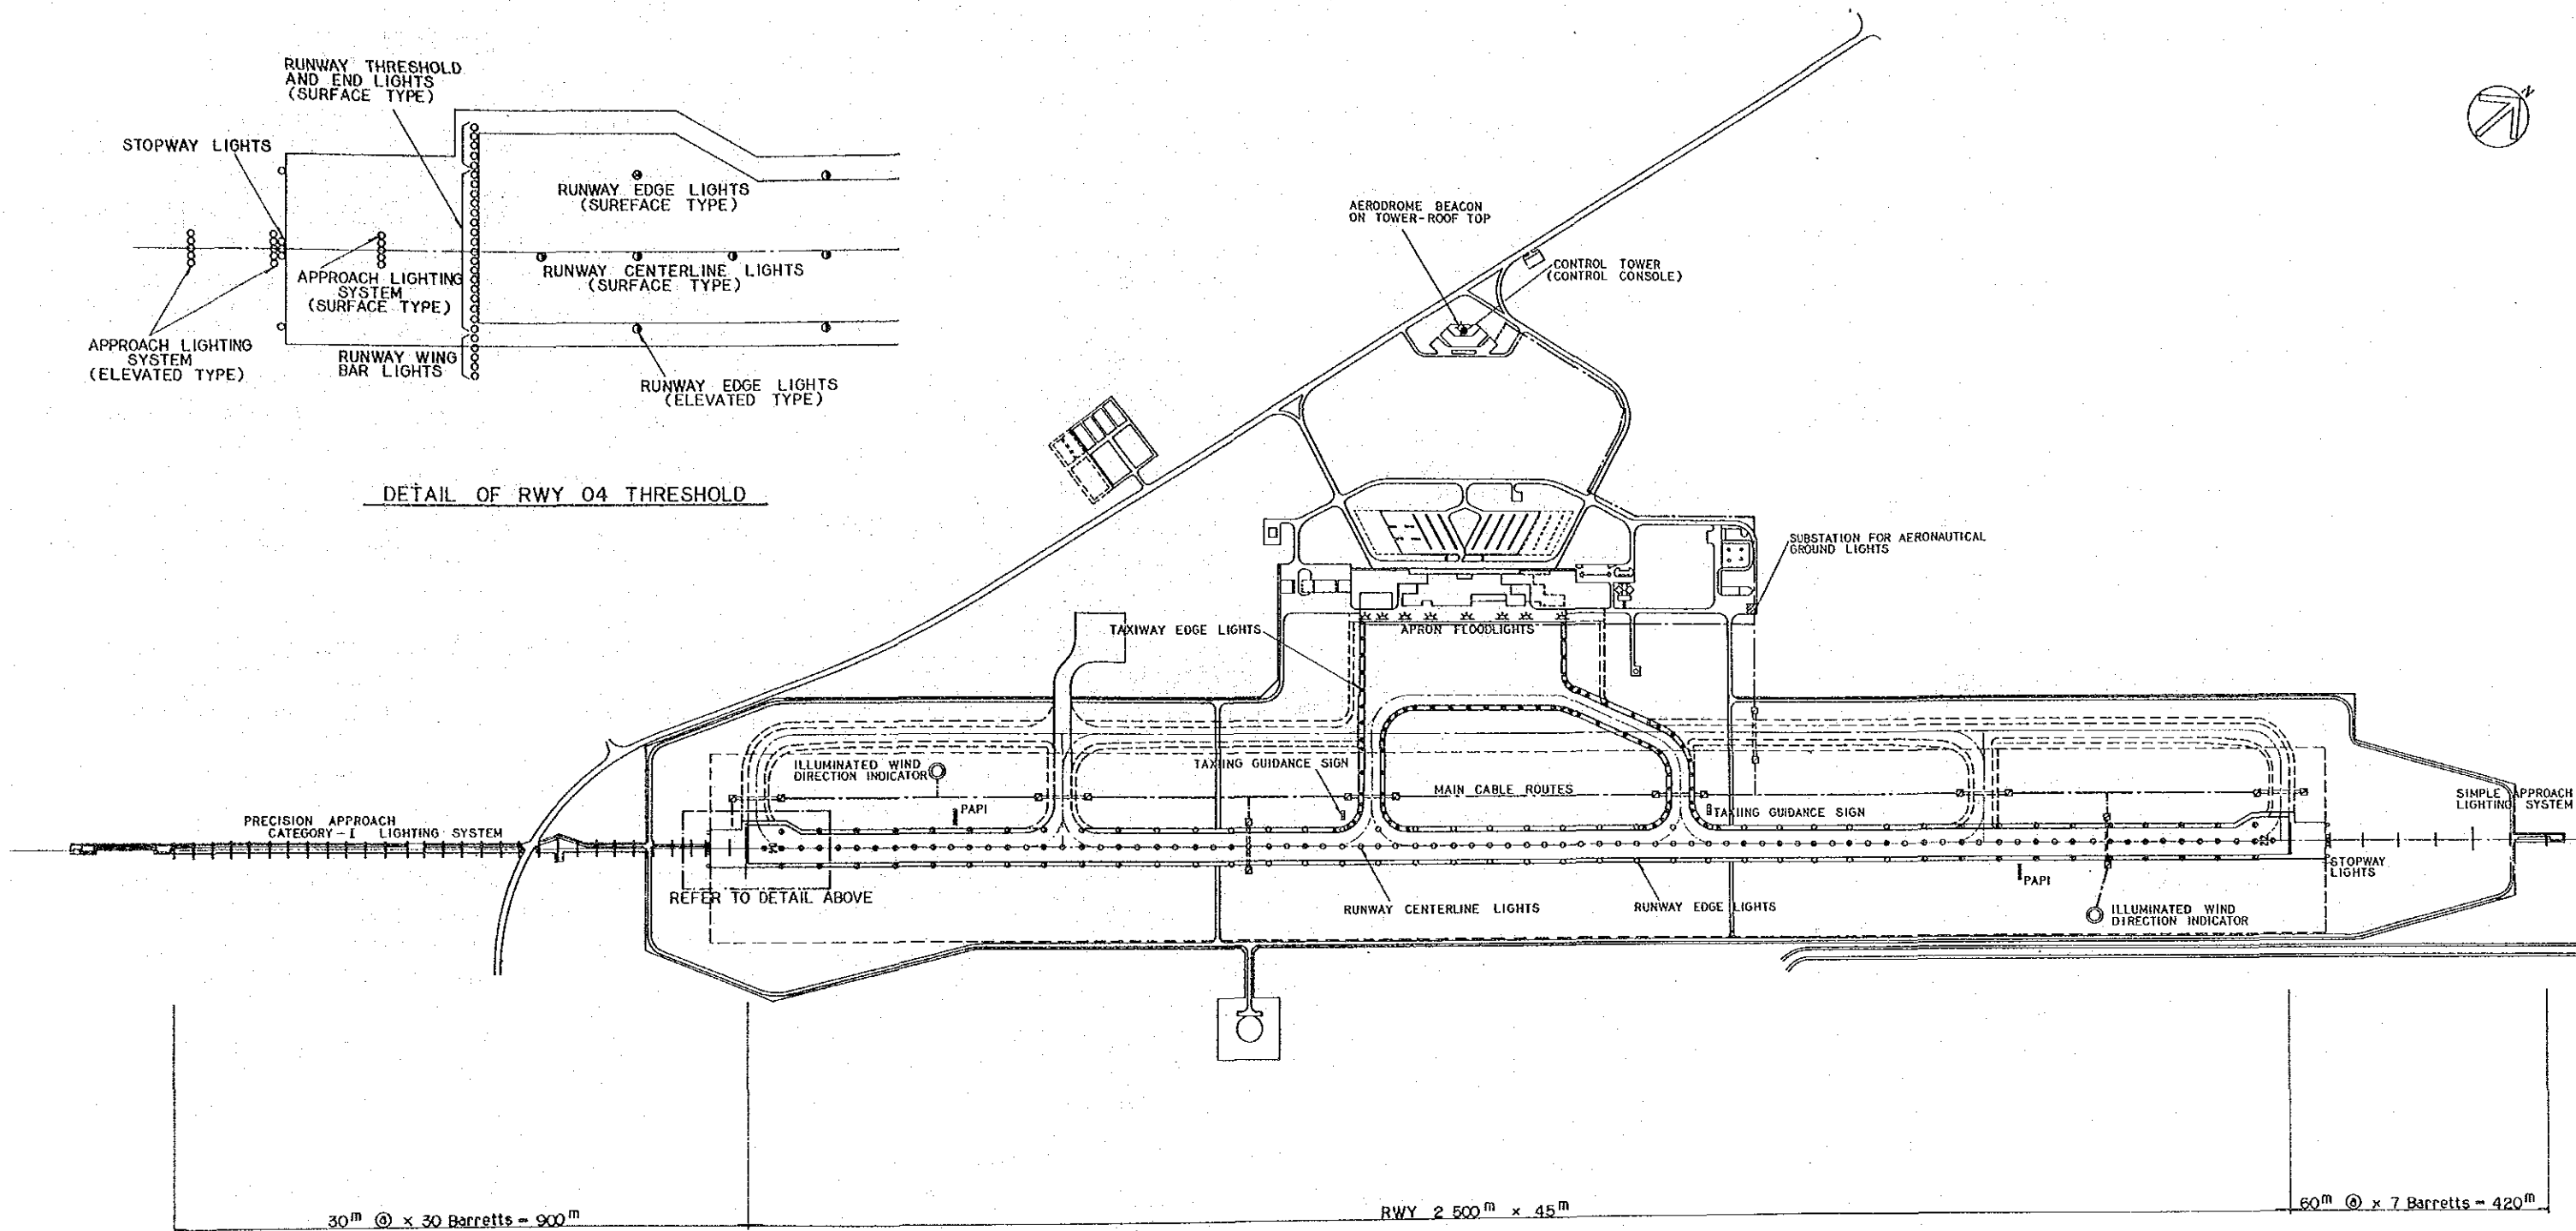 RUNWAY THRESHOLD
AND END LIGHTS
(SURFACE TYPE)
STOPWAY LIGHTS
RUNWAY EDGE LIGHTS
(SUREFACE TYPE)
RUNWAY CENTERLINE LIGHTS
(SURFACE TYPE)
APPROACH LIGHTING
SYSTEM
(SURFACE TYPE)
APPROACH LIGHTING
SYSTEM
(ELEVATED TYPE)
RUNWAY WING
BAR LIGHTS
RUNWAY EDGE LIGHTS
(ELEVATED TYPE)
DETAIL OF RWY 04 THRESHOLD
N
AERODROME BEACON
ON TOWER-ROOF TOP
CONTROL TOWER
(CONTROL CONSOLE)
SUBSTATION FOR AERONAUTICAL
GROUND LIGHTS
TAXIWAY EDGE LIGHTS
APRON FLOODLIGHTS
ILLUMINATED WIND
DIRECTION INDICATOR
TAXIING GUIDANCE SIGN
MAIN CABLE ROUTES
PAPI
TAXIING GUIDANCE SIGN
SIMPLE APPROACH
LIGHTING SYSTEM
PRECISION APPROACH
CATEGORY-I LIGHTING SYSTEM
04
22
STOPWAY
LIGHTS
PAPI
REFER TO DETAIL ABOVE
RUNWAY CENTERLINE LIGHTS
RUNWAY EDGE LIGHTS
ILLUMINATED WIND
DIRECTION INDICATOR
30m @ × 30 Barretts = 900m
RWY 2 500m × 45m
60m @ × 7 Barretts = 420m